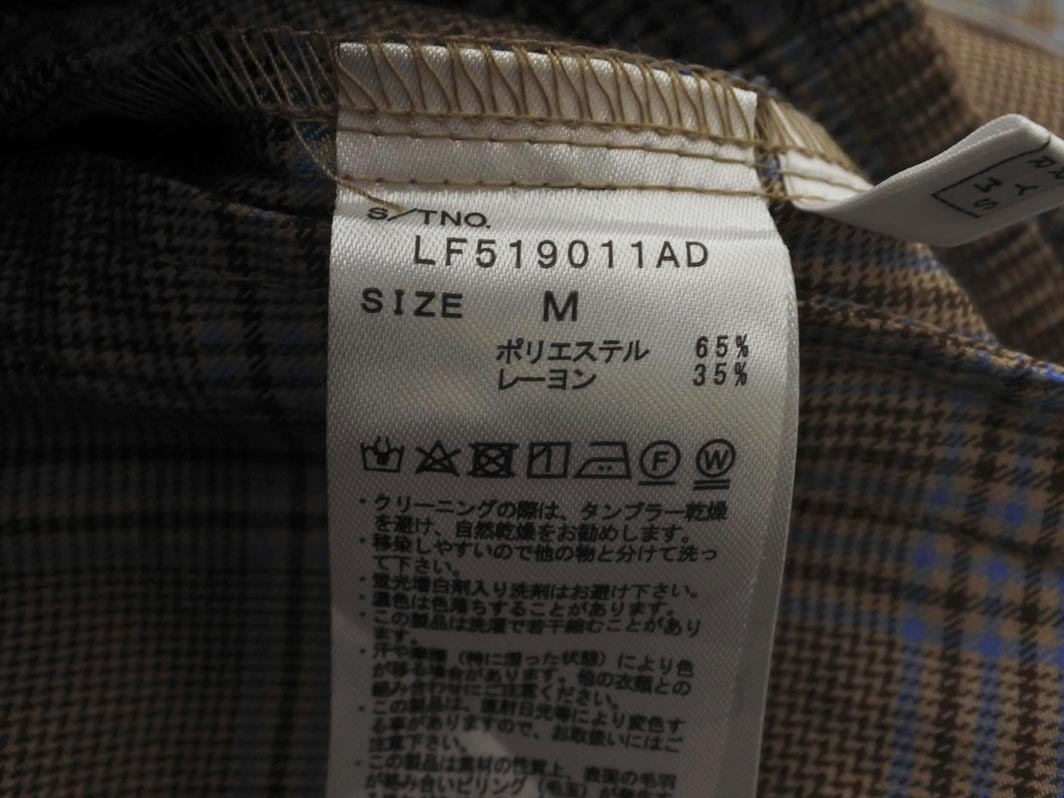 S/TNO.
LF519011AD
SIZE M
ポリエステル 65%
レーヨン 35%
F W
・クリーニングの際は、タンブラー乾燥
を避け、自然乾燥をお勧めします。
・移染しやすいので他の物と分けて洗っ
て下さい。
・蛍光増白剤入り洗剤はお避け下さい。
・濃色は色落ちすることがあります。
・この製品は洗濯で若干縮むことがあり
ます。
・汗や摩擦（特に湿った状態）により色
が移る場合があります。他の衣類との
組み合わせにご注意ください。
・この製品は、直射日光等により変色す
る事がありますので、お取扱いにはご
注意下さい。
・この製品は素材の性質上、表面の毛羽
が絡み合いピリング（毛玉）が発生す
S
M
Y